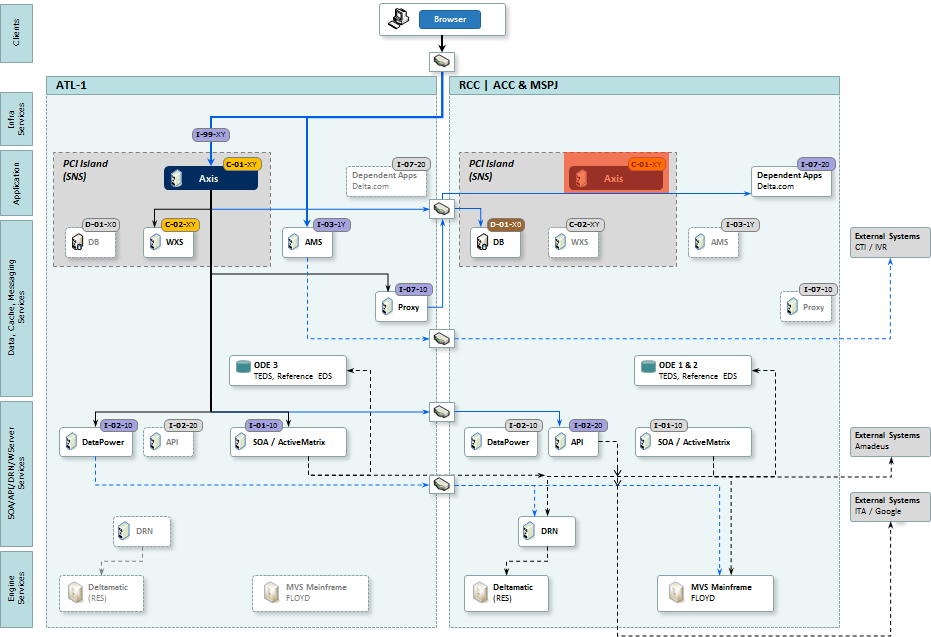 Clients
Browser
ATL-1
RCC | ACC & MSPJ
Infra
Services
I-99-XY
Application
PCI Island
(SNS)
C-01-XY
Axis
I-07-20
Dependent Apps
Delta.com
PCI Island
(SNS)
C-01-XY
Axis
I-07-20
Dependent Apps
Delta.com
Data, Cache, Messaging
Services
D-01-X0
DB
C-02-XY
WXS
I-03-1Y
AMS
D-01-X0
DB
C-02-XY
WXS
I-03-1Y
AMS
External Systems
CTI / IVR
I-07-10
Proxy
I-07-10
Proxy
ODE 3
TEDS, Reference EDS
ODE 1 & 2
TEDS, Reference EDS
SOA/API/DRN/WServer
Services
I-02-10
DataPower
I-02-20
API
I-01-10
SOA / ActiveMatrix
I-02-10
DataPower
I-02-20
API
I-01-10
SOA / ActiveMatrix
External Systems
Amadeus
External Systems
ITA / Google
DRN
DRN
Engine
Services
Deltamatic
(RES)
MVS Mainframe
FLOYD
Deltamatic
(RES)
MVS Mainframe
FLOYD